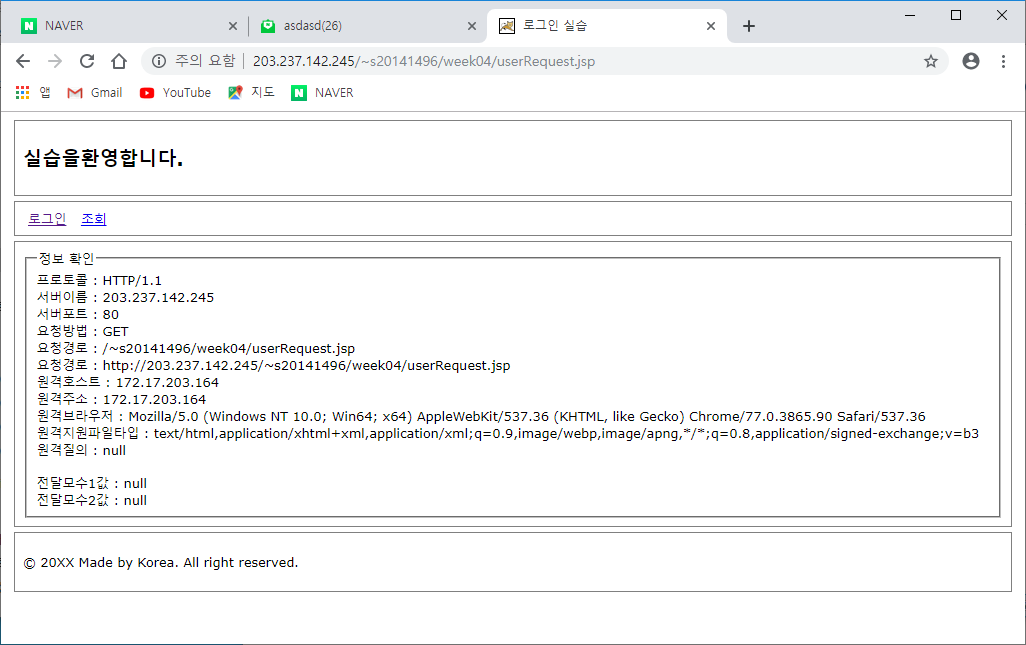 NAVER
asdasd(26)
로그인 실습
주의 요함 | 203.237.142.245/~s20141496/week04/userRequest.jsp
앱 Gmail YouTube 지도 NAVER
실습을환영합니다.
로그인 조회
정보 확인
프로토콜 : HTTP/1.1
서버이름 : 203.237.142.245
서버포트 : 80
요청방법 : GET
요청경로 : /~s20141496/week04/userRequest.jsp
요청경로 : http://203.237.142.245/~s20141496/week04/userRequest.jsp
원격호스트 : 172.17.203.164
원격주소 : 172.17.203.164
원격브라우저 : Mozilla/5.0 (Windows NT 10.0; Win64; x64) AppleWebKit/537.36 (KHTML, like Gecko) Chrome/77.0.3865.90 Safari/537.36
원격지원파일타입 : text/html,application/xhtml+xml,application/xml;q=0.9,image/webp,image/apng,*/*;q=0.8,application/signed-exchange;v=b3
원격질의 : null
전달모수1값 : null
전달모수2값 : null
© 20XX Made by Korea. All right reserved.